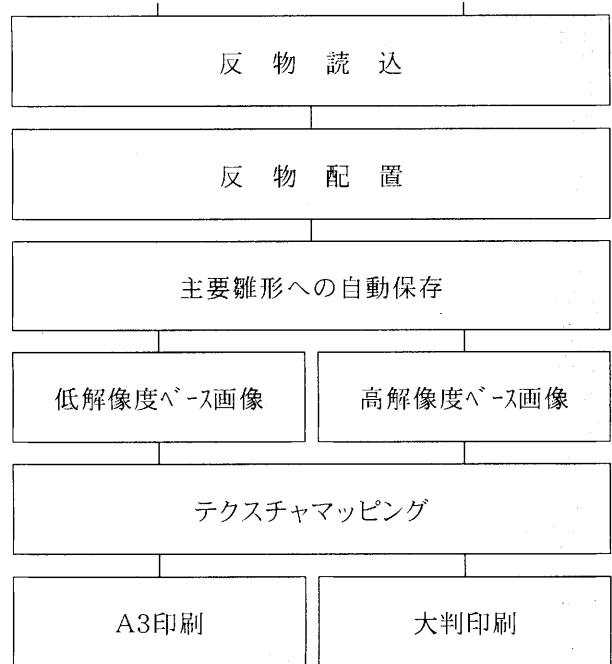 反物読込
反物配置
主要雛形への自動保存
低解像度ﾍﾞｰｽ画像
高解像度ﾍﾞｰｽ画像
テクスチャマッピング
A3印刷
大判印刷